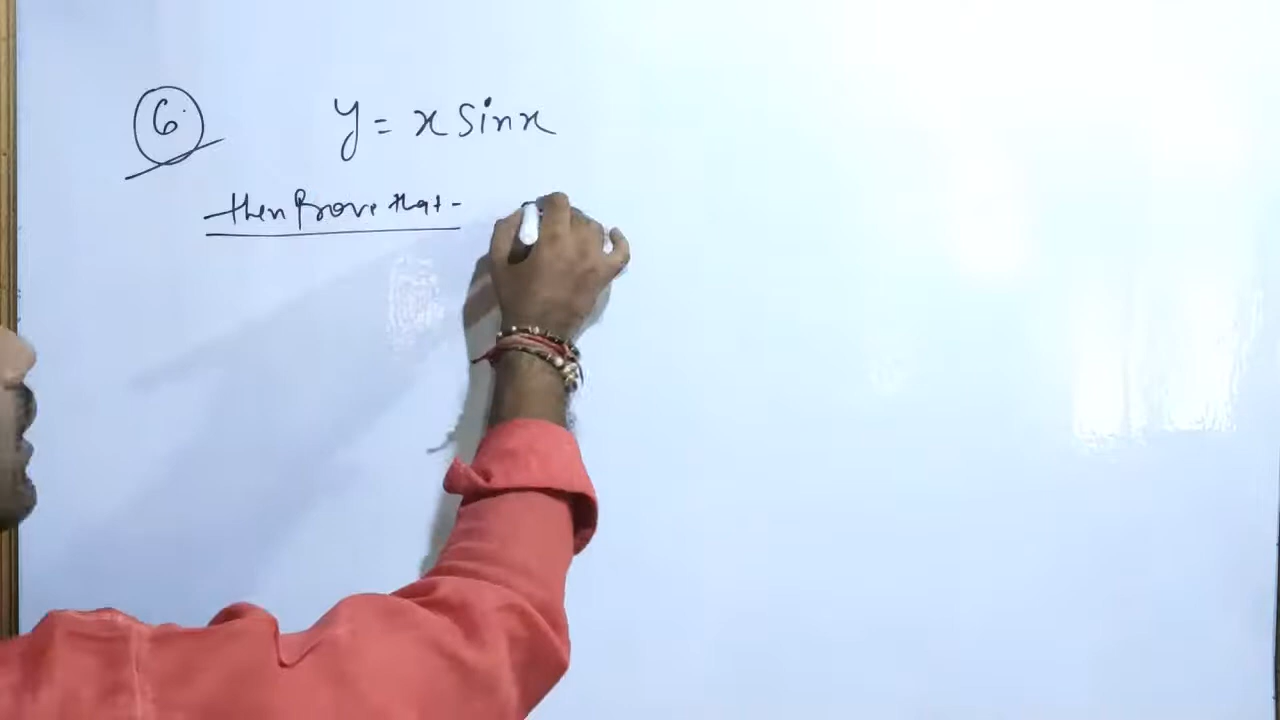 6
y = x sinx
then Prove that -